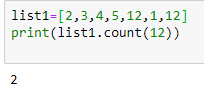 list1=[2,3,4,5,12,1,12]
print(list1.count(12))
2